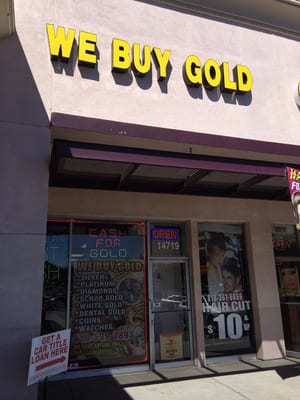 WE BUY GOLD
CASH
FOR
GOLD
OPEN
14719
WE BUY GOLD
*SILVER
*PLATINUM
*DIAMONDS
*SCRAP GOLD
*WHITE GOLD
*DENTAL GOLD
*COINS
*WATCHES
HAIR CUT
$10
GET A
CAR TITLE
LOAN HERE